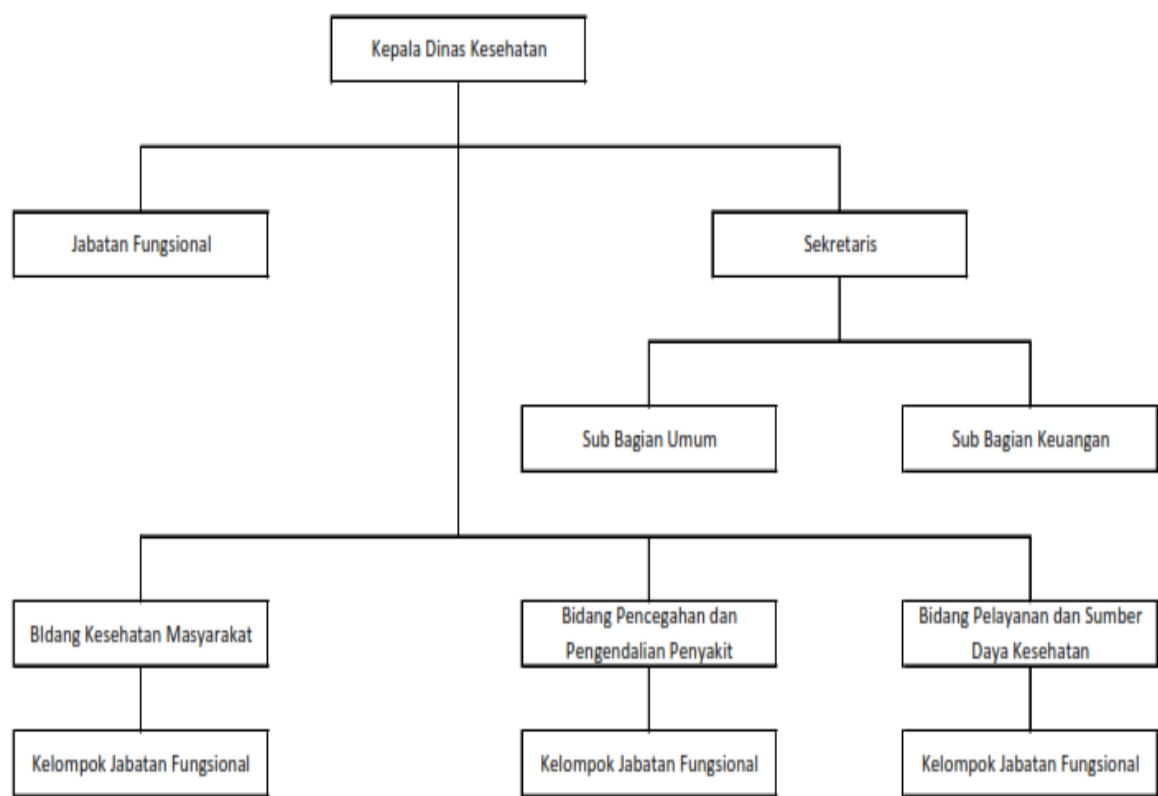 Kepala Dinas Kesehatan
Jabatan Fungsional
Sekretaris
Sub Bagian Umum
Sub Bagian Keuangan
BIdang Kesehatan Masyarakat
Bidang Pencegahan dan
Pengendalian Penyakit
Bidang Pelayanan dan Sumber
Daya Kesehatan
Kelompok Jabatan Fungsional
Kelompok Jabatan Fungsional
Kelompok Jabatan Fungsional